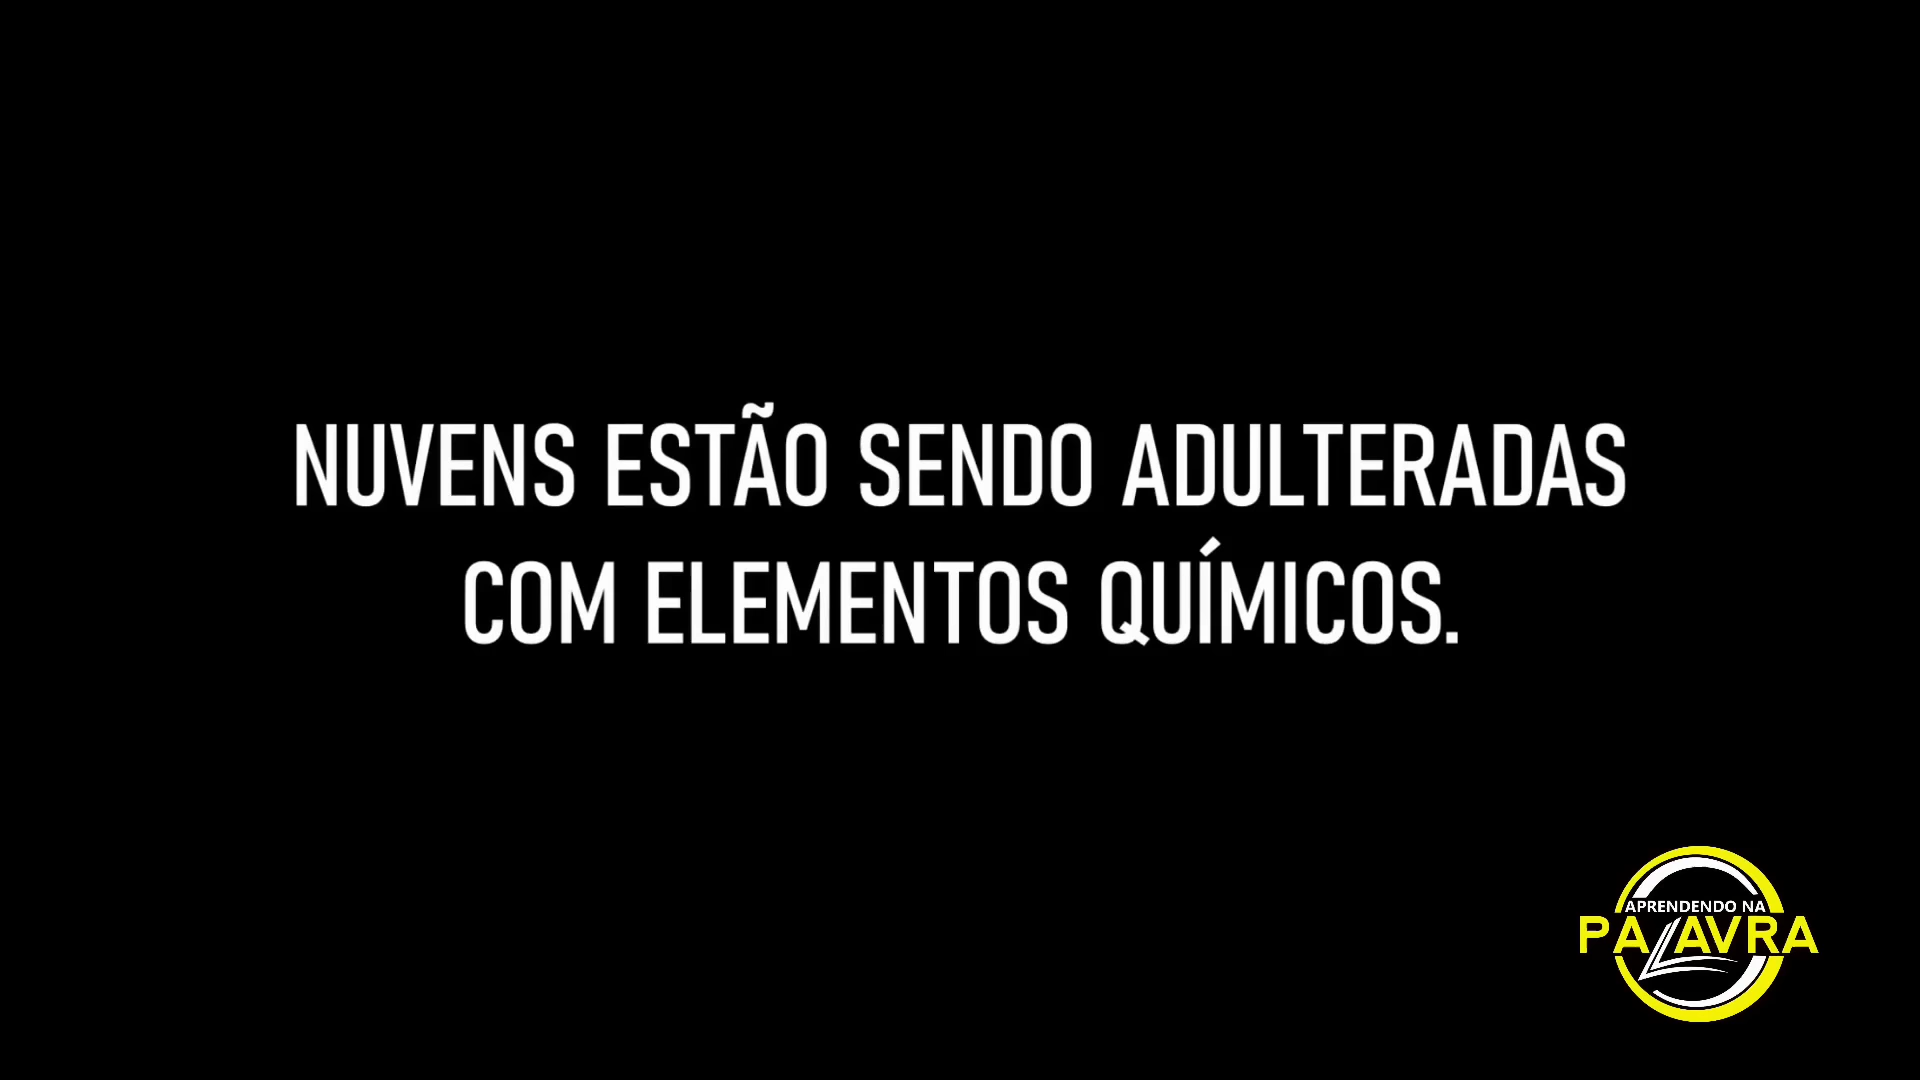 NUVENS ESTÃO SENDO ADULTERADAS
COM ELEMENTOS QUÍMICOS.
APRENDENDO NA
PALAVRA